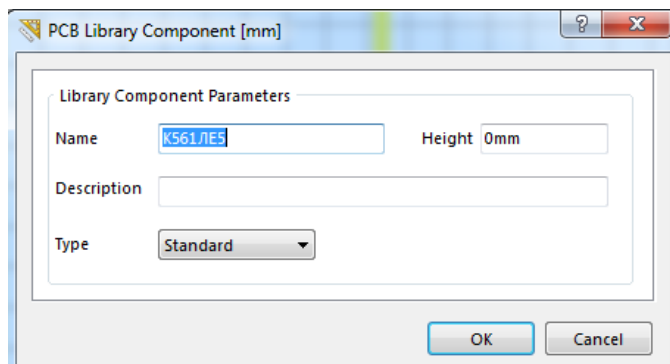 PCB Library Component [mm]
?
Library Component Parameters
Name К561ЛЕ5 Height 0mm
Description
Type Standard
OK Cancel